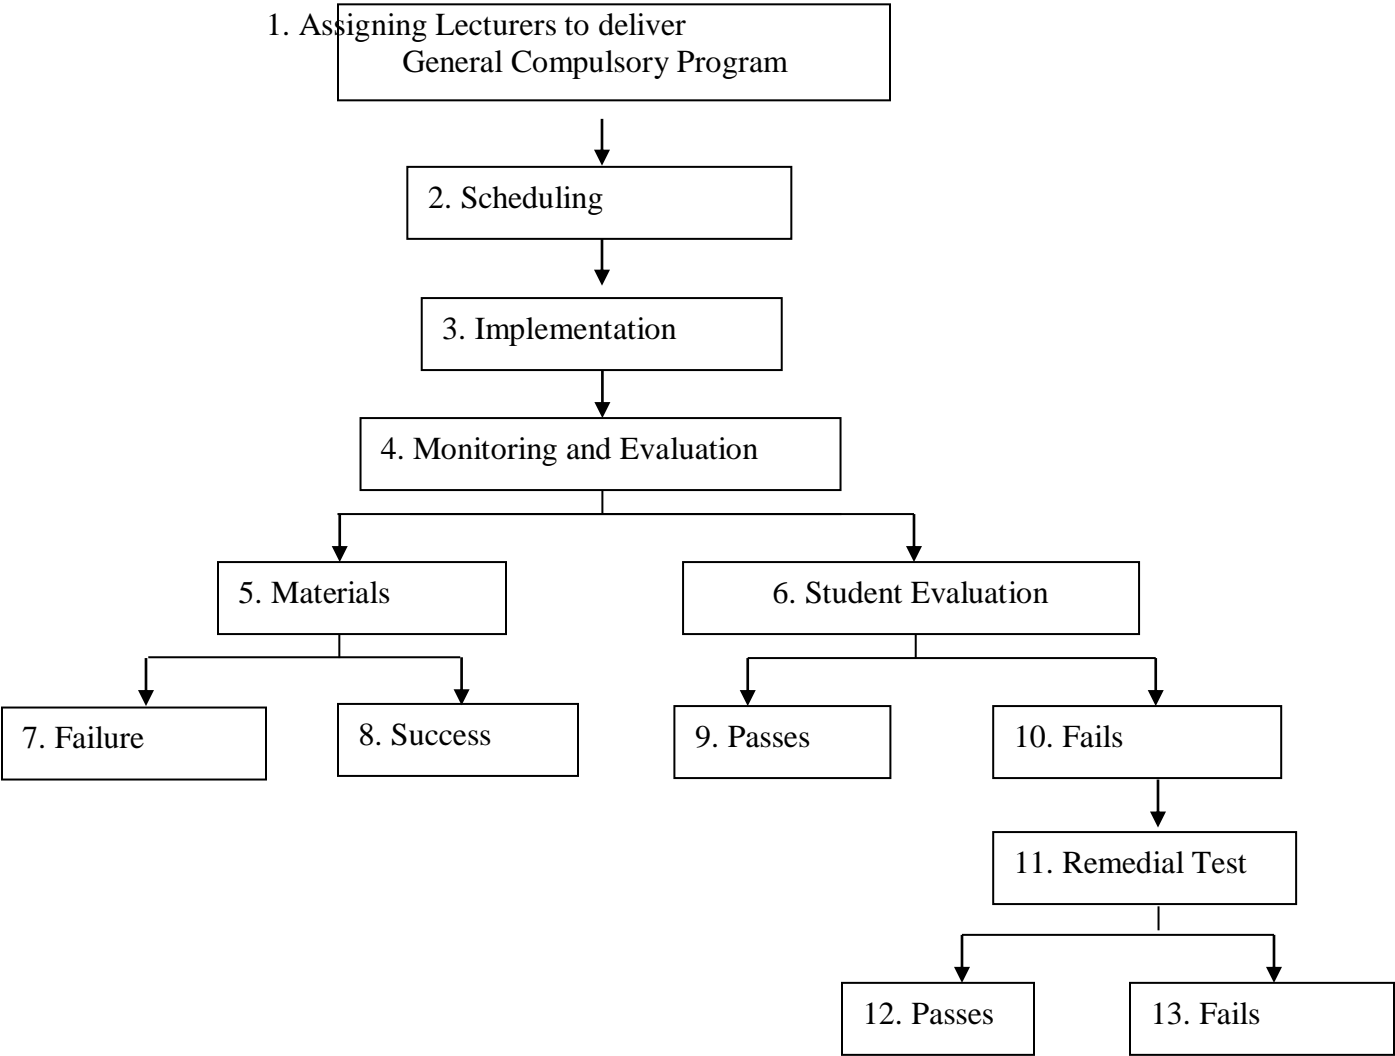 1. Assigning Lecturers to deliver
General Compulsory Program
2. Scheduling
3. Implementation
4. Monitoring and Evaluation
5. Materials
6. Student Evaluation
7. Failure
8. Success
9. Passes
10. Fails
11. Remedial Test
12. Passes
13. Fails